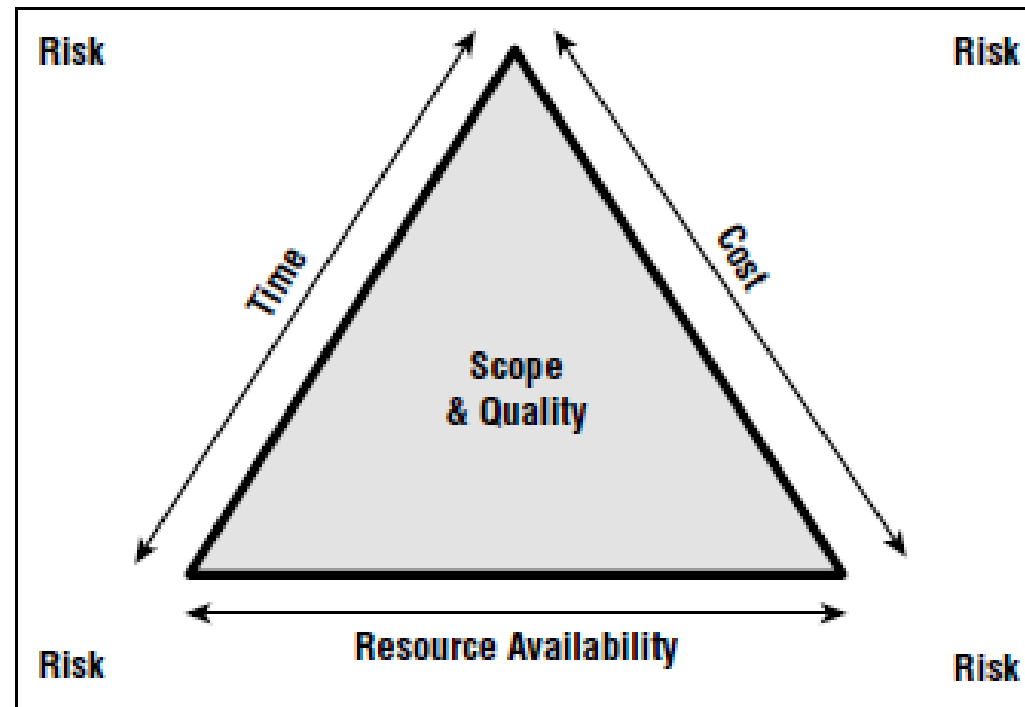 Risk
Risk
Time
Cost
Scope
& Quality
Resource Availability
Risk
Risk